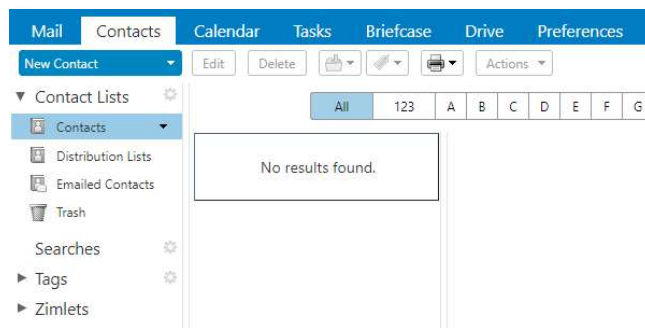 Mail Contacts Calendar Tasks Briefcase Drive Preferences
New Contact Edit Delete Actions
Contact Lists
All 123 A B C D E F G
Contacts
Distribution Lists
No results found.
Emailed Contacts
Trash
Searches
Tags
Zimlets